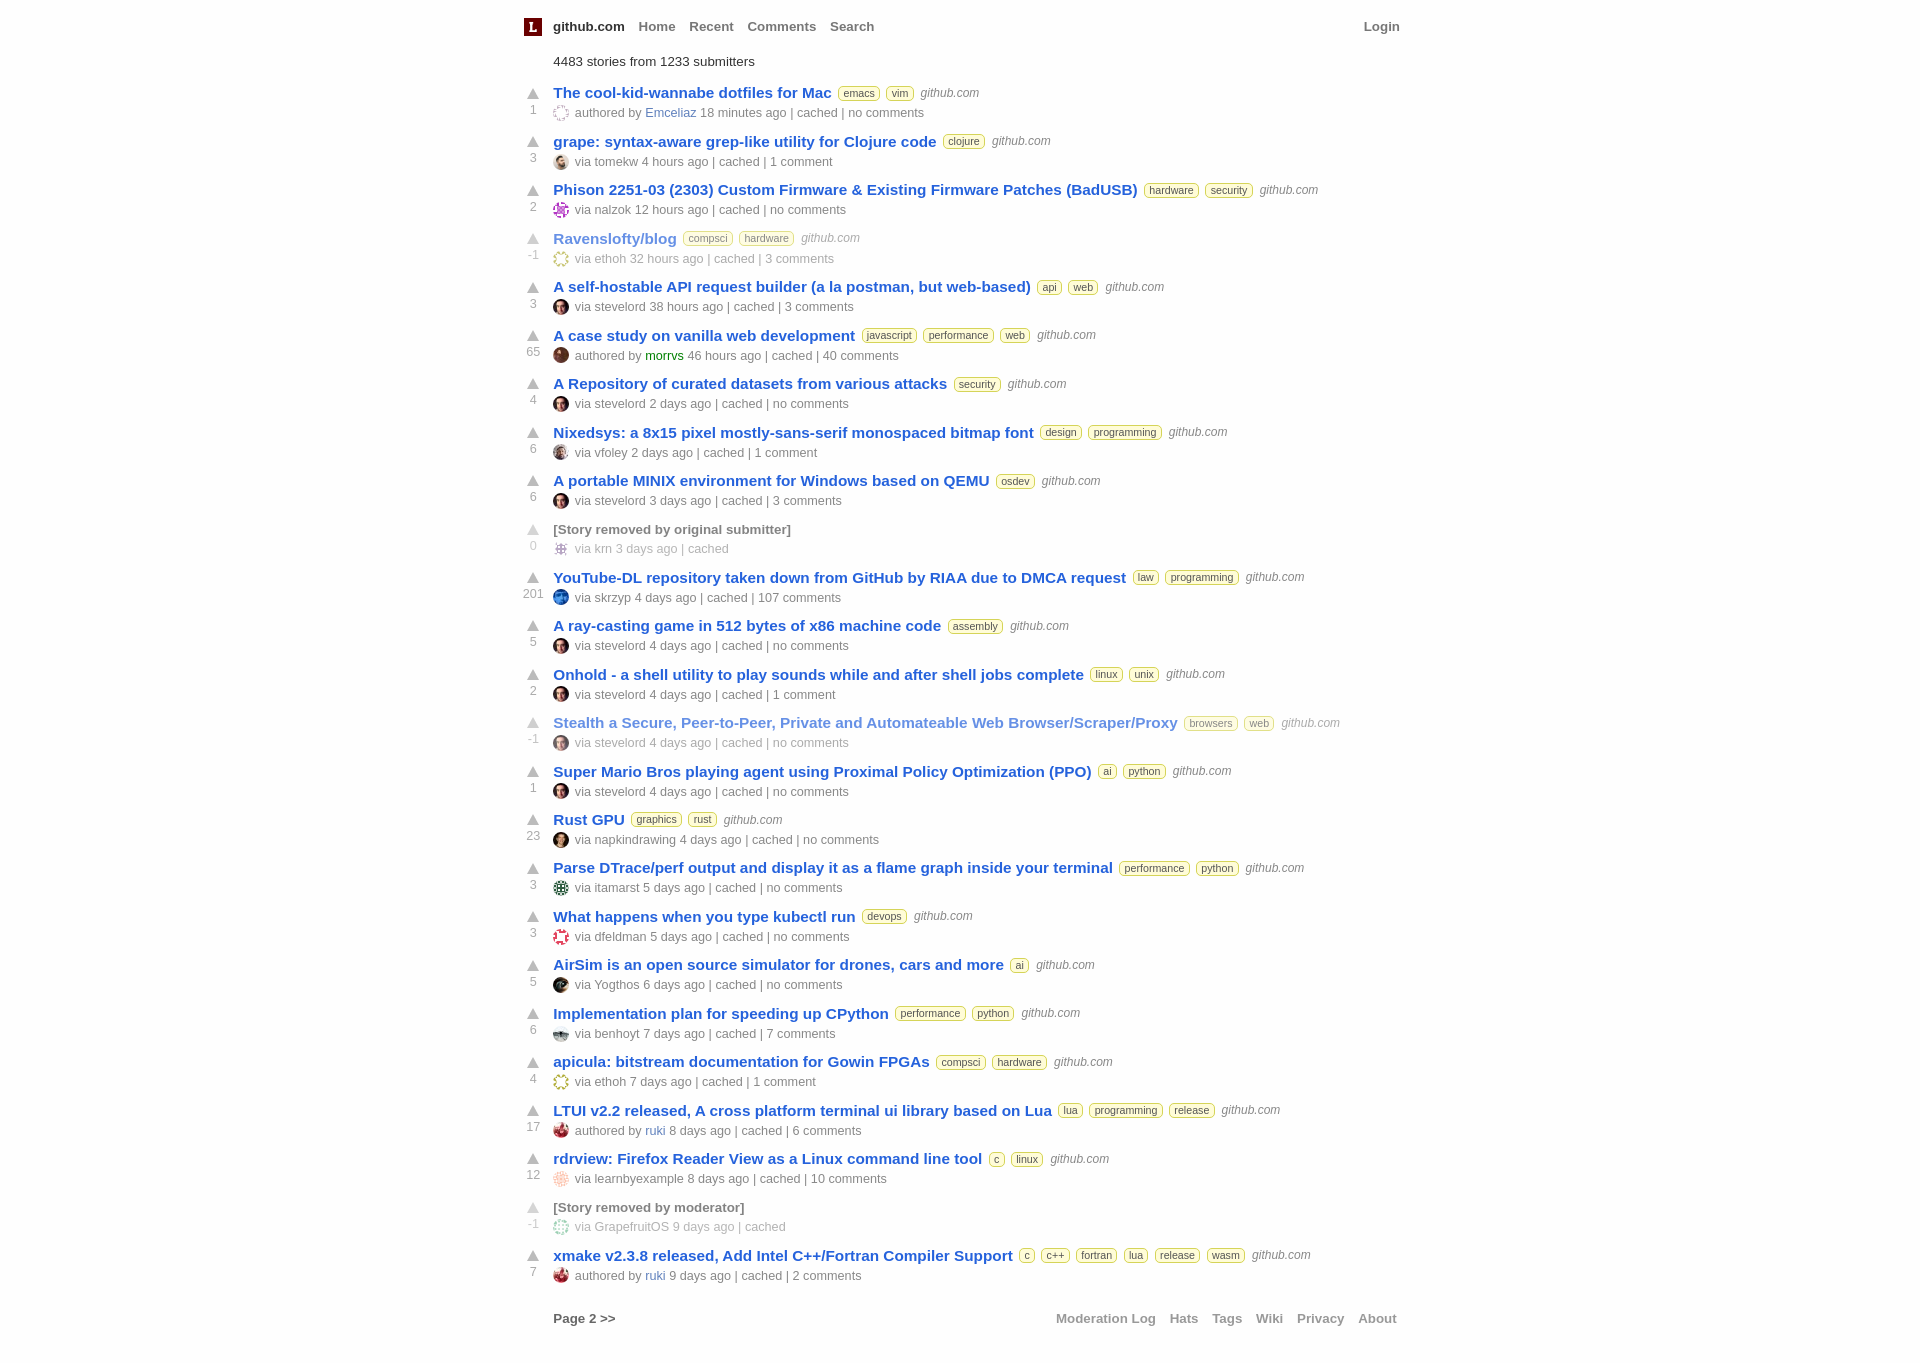 L github.com Home Recent Comments Search Login
4483 stories from 1233 submitters
The cool-kid-wannabe dotfiles for Mac emacs vim github.com
1
authored by Emceliaz 18 minutes ago | cached | no comments
grape: syntax-aware grep-like utility for Clojure code clojure github.com
3
via tomekw 4 hours ago | cached | 1 comment
Phison 2251-03 (2303) Custom Firmware & Existing Firmware Patches (BadUSB) hardware security github.com
2
via nalzok 12 hours ago | cached | no comments
Ravenslofty/blog compsci hardware github.com
-1
via ethoh 32 hours ago | cached | 3 comments
A self-hostable API request builder (a la postman, but web-based) api web github.com
3
via stevelord 38 hours ago | cached | 3 comments
A case study on vanilla web development javascript performance web github.com
65
authored by morrvs 46 hours ago | cached | 40 comments
A Repository of curated datasets from various attacks security github.com
4
via stevelord 2 days ago | cached | no comments
Nixedsys: a 8x15 pixel mostly-sans-serif monospaced bitmap font design programming github.com
6
via vfoley 2 days ago | cached | 1 comment
A portable MINIX environment for Windows based on QEMU osdev github.com
6
via stevelord 3 days ago | cached | 3 comments
[Story removed by original submitter]
0
via krn 3 days ago | cached
YouTube-DL repository taken down from GitHub by RIAA due to DMCA request law programming github.com
201
via skrzyp 4 days ago | cached | 107 comments
A ray-casting game in 512 bytes of x86 machine code assembly github.com
5
via stevelord 4 days ago | cached | no comments
Onhold - a shell utility to play sounds while and after shell jobs complete linux unix github.com
2
via stevelord 4 days ago | cached | 1 comment
Stealth a Secure, Peer-to-Peer, Private and Automateable Web Browser/Scraper/Proxy browsers web github.com
-1
via stevelord 4 days ago | cached | no comments
Super Mario Bros playing agent using Proximal Policy Optimization (PPO) ai python github.com
1
via stevelord 4 days ago | cached | no comments
Rust GPU graphics rust github.com
23
via napkindrawing 4 days ago | cached | no comments
Parse DTrace/perf output and display it as a flame graph inside your terminal performance python github.com
3
via itamarst 5 days ago | cached | no comments
What happens when you type kubectl run devops github.com
3
via dfeldman 5 days ago | cached | no comments
AirSim is an open source simulator for drones, cars and more ai github.com
5
via Yogthos 6 days ago | cached | no comments
Implementation plan for speeding up CPython performance python github.com
6
via benhoyt 7 days ago | cached | 7 comments
apicula: bitstream documentation for Gowin FPGAs compsci hardware github.com
4
via ethoh 7 days ago | cached | 1 comment
LTUI v2.2 released, A cross platform terminal ui library based on Lua lua programming release github.com
17
authored by ruki 8 days ago | cached | 6 comments
rdrview: Firefox Reader View as a Linux command line tool c linux github.com
12
via learnbyexample 8 days ago | cached | 10 comments
[Story removed by moderator]
-1
via GrapefruitOS 9 days ago | cached
xmake v2.3.8 released, Add Intel C++/Fortran Compiler Support c c++ fortran lua release wasm github.com
7
authored by ruki 9 days ago | cached | 2 comments
Page 2 >> Moderation Log Hats Tags Wiki Privacy About